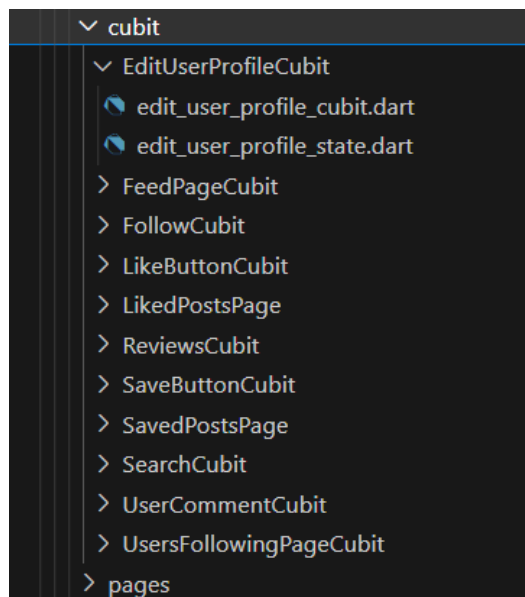 cubit
EditUserProfileCubit
edit_user_profile_cubit.dart
edit_user_profile_state.dart
FeedPageCubit
FollowCubit
LikeButtonCubit
LikedPostsPage
ReviewsCubit
SaveButtonCubit
SavedPostsPage
SearchCubit
UserCommentCubit
UsersFollowingPageCubit
pages